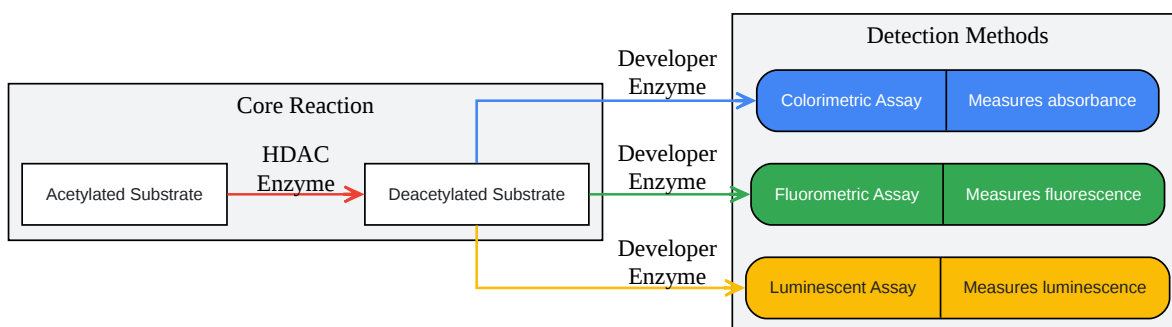 Detection Methods
Developer
Enzyme
Colorimetric Assay
Measures absorbance
Core Reaction
HDAC
Enzyme
Acetylated Substrate
Deacetylated Substrate
Developer
Enzyme
Fluorometric Assay
Measures fluorescence
Developer
Enzyme
Luminescent Assay
Measures luminescence